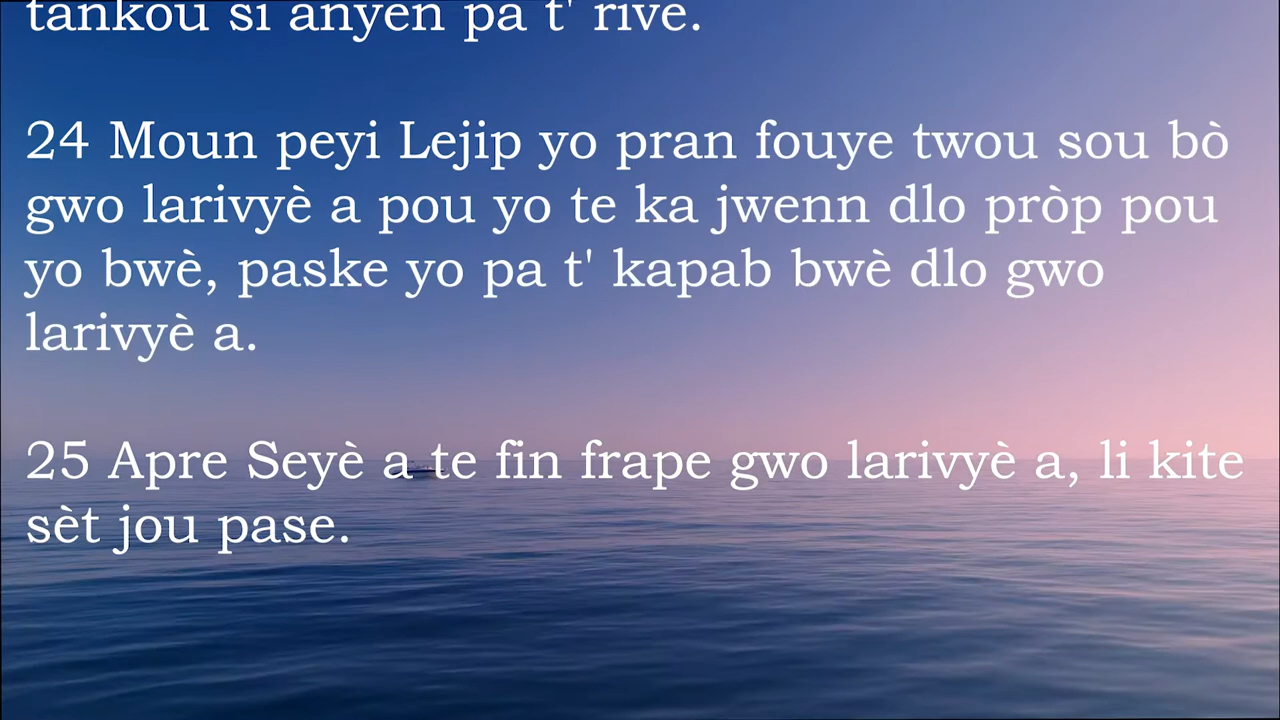 tankou si anyen pa t' rive.
24 Moun peyi Lejip yo pran fouye twou sou bò
gwo larivyè a pou yo te ka jwenn dlo pròp pou
yo bwè, paske yo pa t' kapab bwè dlo gwo
larivyè a.
25 Apre Seyè a te fin frape gwo larivyè a, li kite
sèt jou pase.